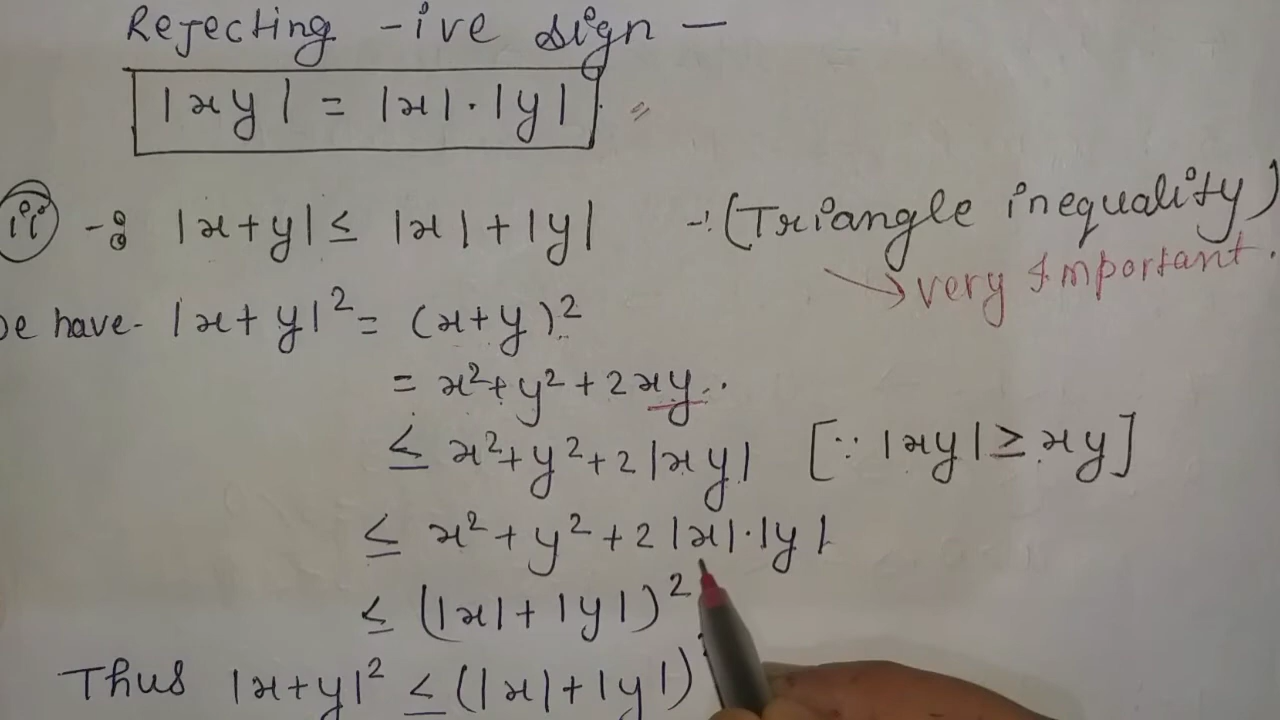 Rejecting -ive sign —
|xy| = |x|·|y|
(ii) -: |x+y| ≤ |x|+|y| -: (Triangle inequality)
→ very Important.
have- |x+y|² = (x+y)²
= x²+y²+2xy.
≤ x²+y²+2|xy| [∵ |xy| ≥ xy]
≤ x²+y²+2|x|·|y|
≤ (|x|+|y|)²
Thus |x+y|² ≤ (|x|+|y|)